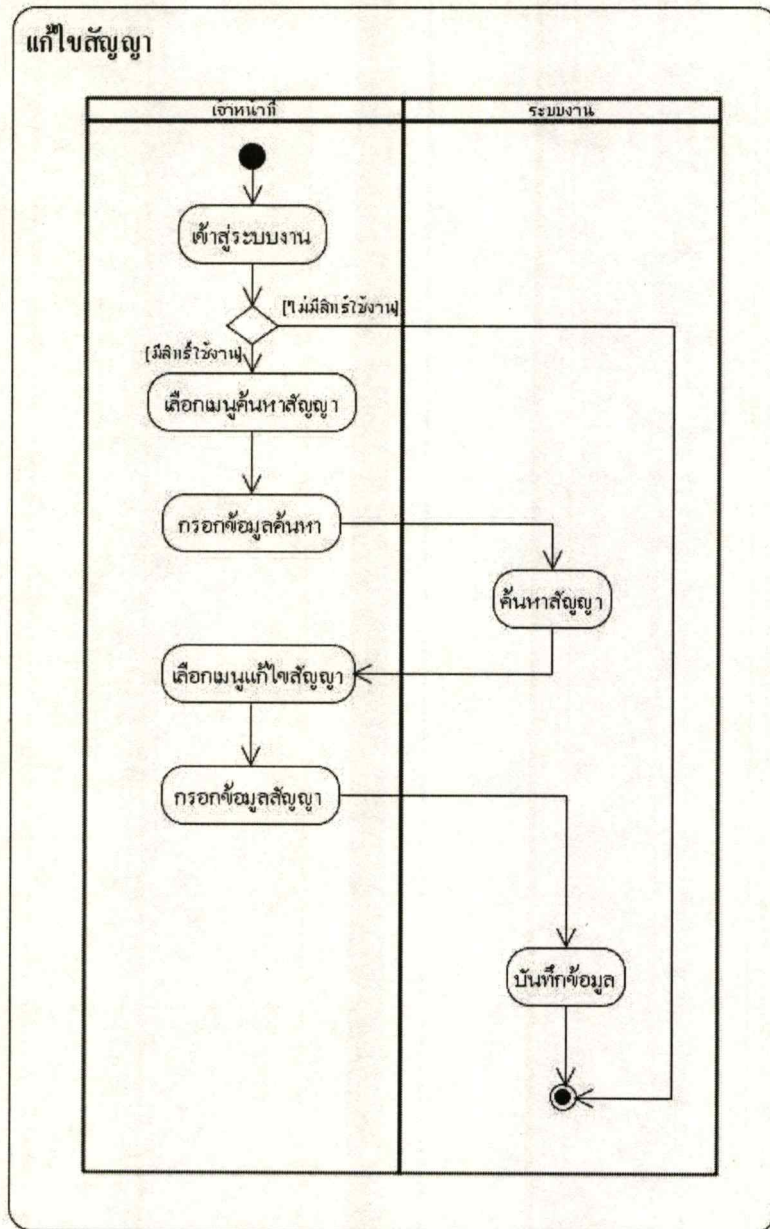 แก้ไขสัญญา
เจ้าหน้าที่
ระบบงาน
เข้าสู่ระบบงาน
[ไม่มีสิทธิ์ใช้งาน]
[มีสิทธิ์ใช้งาน]
เลือกเมนูค้นหาสัญญา
กรอกข้อมูลค้นหา
ค้นหาสัญญา
เลือกเมนูแก้ไขสัญญา
กรอกข้อมูลสัญญา
บันทึกข้อมูล